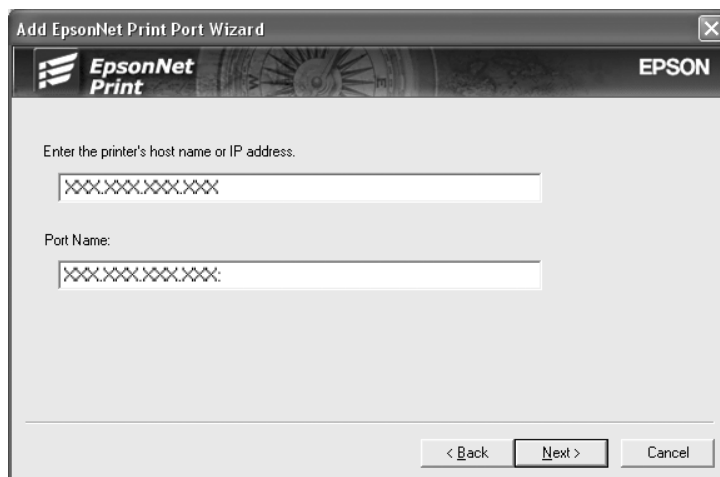 Add EpsonNet Print Port Wizard
EpsonNet
Print
EPSON
Enter the printer's host name or IP address.
XXX.XXX.XXX.XXX
Port Name:
XXX.XXX.XXX.XXX:
< Back
Next >
Cancel